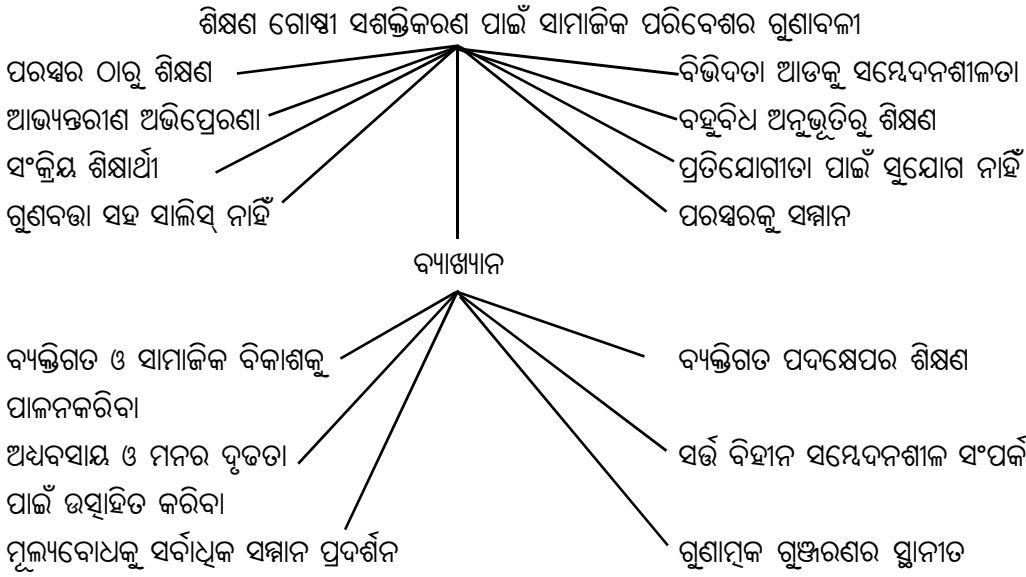 ଶିକ୍ଷଣ ଗୋଷ୍ଠୀ ସଶକ୍ତିକରଣ ପାଇଁ ସାମାଜିକ ପରିବେଶର ଗୁଣାବଳୀ
ପରସ୍ପର ଠାରୁ ଶିକ୍ଷଣ
ବିଭିଦତା ଆଡକୁ ସମ୍ବେଦନଶୀଳତା
ଆଭ୍ୟନ୍ତରୀଣ ଅଭିପ୍ରେରଣା
ବହୁବିଧ ଅନୁଭୂତିରୁ ଶିକ୍ଷଣ
ସଂକ୍ରିୟ ଶିକ୍ଷାର୍ଥୀ
ପ୍ରତିଯୋଗୀତା ପାଇଁ ସୁଯୋଗ ନାହିଁ
ଗୁଣବତ୍ତା ସହ ସାଲିସ୍ ନାହିଁ
ପରସ୍ପରକୁ ସମ୍ମାନ
ବ୍ୟାଖ୍ୟାନ
ବ୍ୟକ୍ତିଗତ ଓ ସାମାଜିକ ବିକାଶକୁ
ପାଳନକରିବା
ବ୍ୟକ୍ତିଗତ ପଦକ୍ଷେପର ଶିକ୍ଷଣ
ଅଧ୍ୟବସାୟ ଓ ମନର ଦୃଢତା
ପାଇଁ ଉତ୍ସାହିତ କରିବା
ସର୍ତ୍ତ ବିହୀନ ସମ୍ବେଦନଶୀଳ ସଂପର୍କ
ମୂଲ୍ୟବୋଧକୁ ସର୍ବାଧିକ ସମ୍ମାନ ପ୍ରଦର୍ଶନ
ଗୁଣାତ୍ମକ ଗୁଞ୍ଜରଣର ସ୍ଥାନୀତ